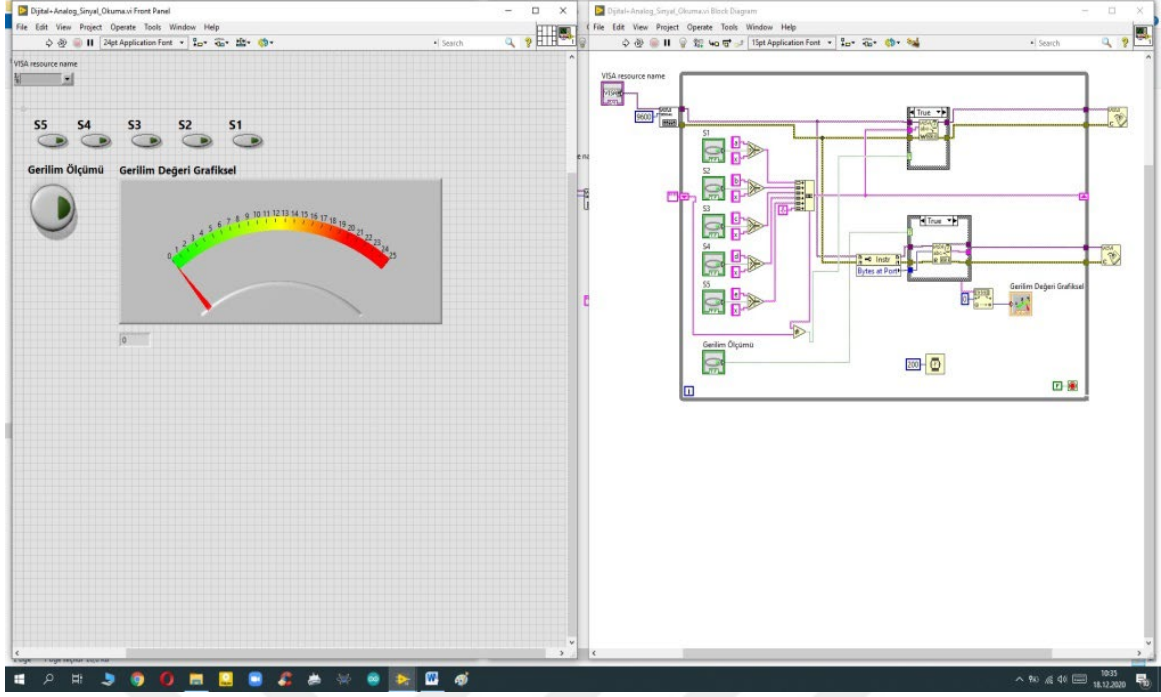 Dijital+Analog_Sinyal_Okuma.vi Front Panel
File Edit View Project Operate Tools Window Help
24pt Application Font
Search
VISA resource name
S5 S4 S3 S2 S1
Gerilim Ölçümü
Gerilim Değeri Grafiksel
0 1 2 3 4 5 6 7 8 9 10 11 12 13 14 15 16 17 18 19 20 21 22 23 24 25
0
Dijital+Analog_Sinyal_Okuma.vi Block Diagram
File Edit View Project Operate Tools Window Help
15pt Application Font
Search
VISA resource name
VISA
9600
True
S1
a
x
S2
b
x
S3
x
S4
d
x
S5
e
x
True
Instr
Bytes at Port
Gerilim Değeri Grafiksel
Gerilim Ölçümü
200
i
F
10:35
18.12.2020